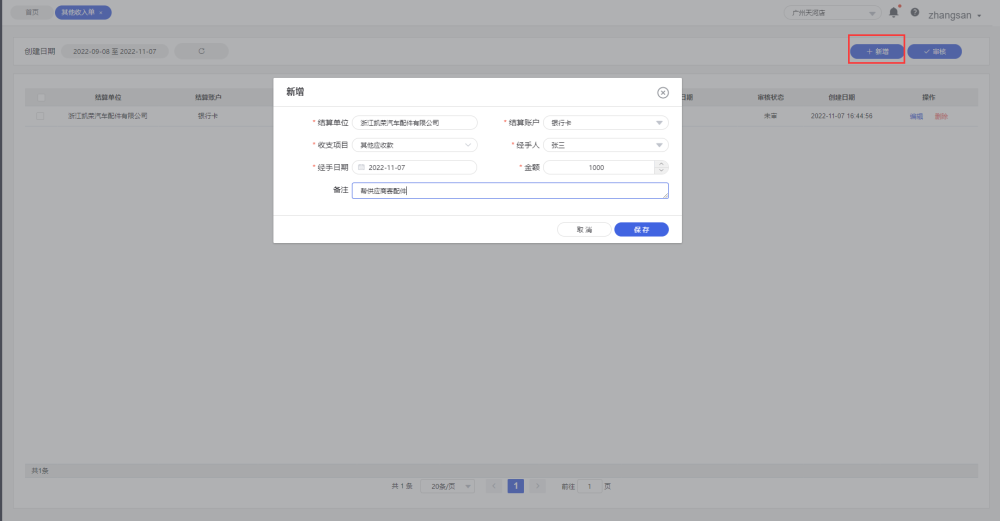 首页
其他收入单
广州天河店
zhangsan
创建日期 2022-09-08 至 2022-11-07
+ 新增
审核
结算单位 结算账户 日期 审核状态 创建日期 操作
浙江凯荣汽车配件有限公司 银行卡 未审 2022-11-07 16:44:56 编辑 删除
新增
* 结算单位 浙江凯荣汽车配件有限公司
* 结算账户 银行卡
* 收支项目 其他应收款
* 经手人 张三
* 经手日期 2022-11-07
* 金额 1000
备注 帮供应商卖配件
取消 保存
共1条
共 1 条 20条/页 < 1 > 前往 1 页